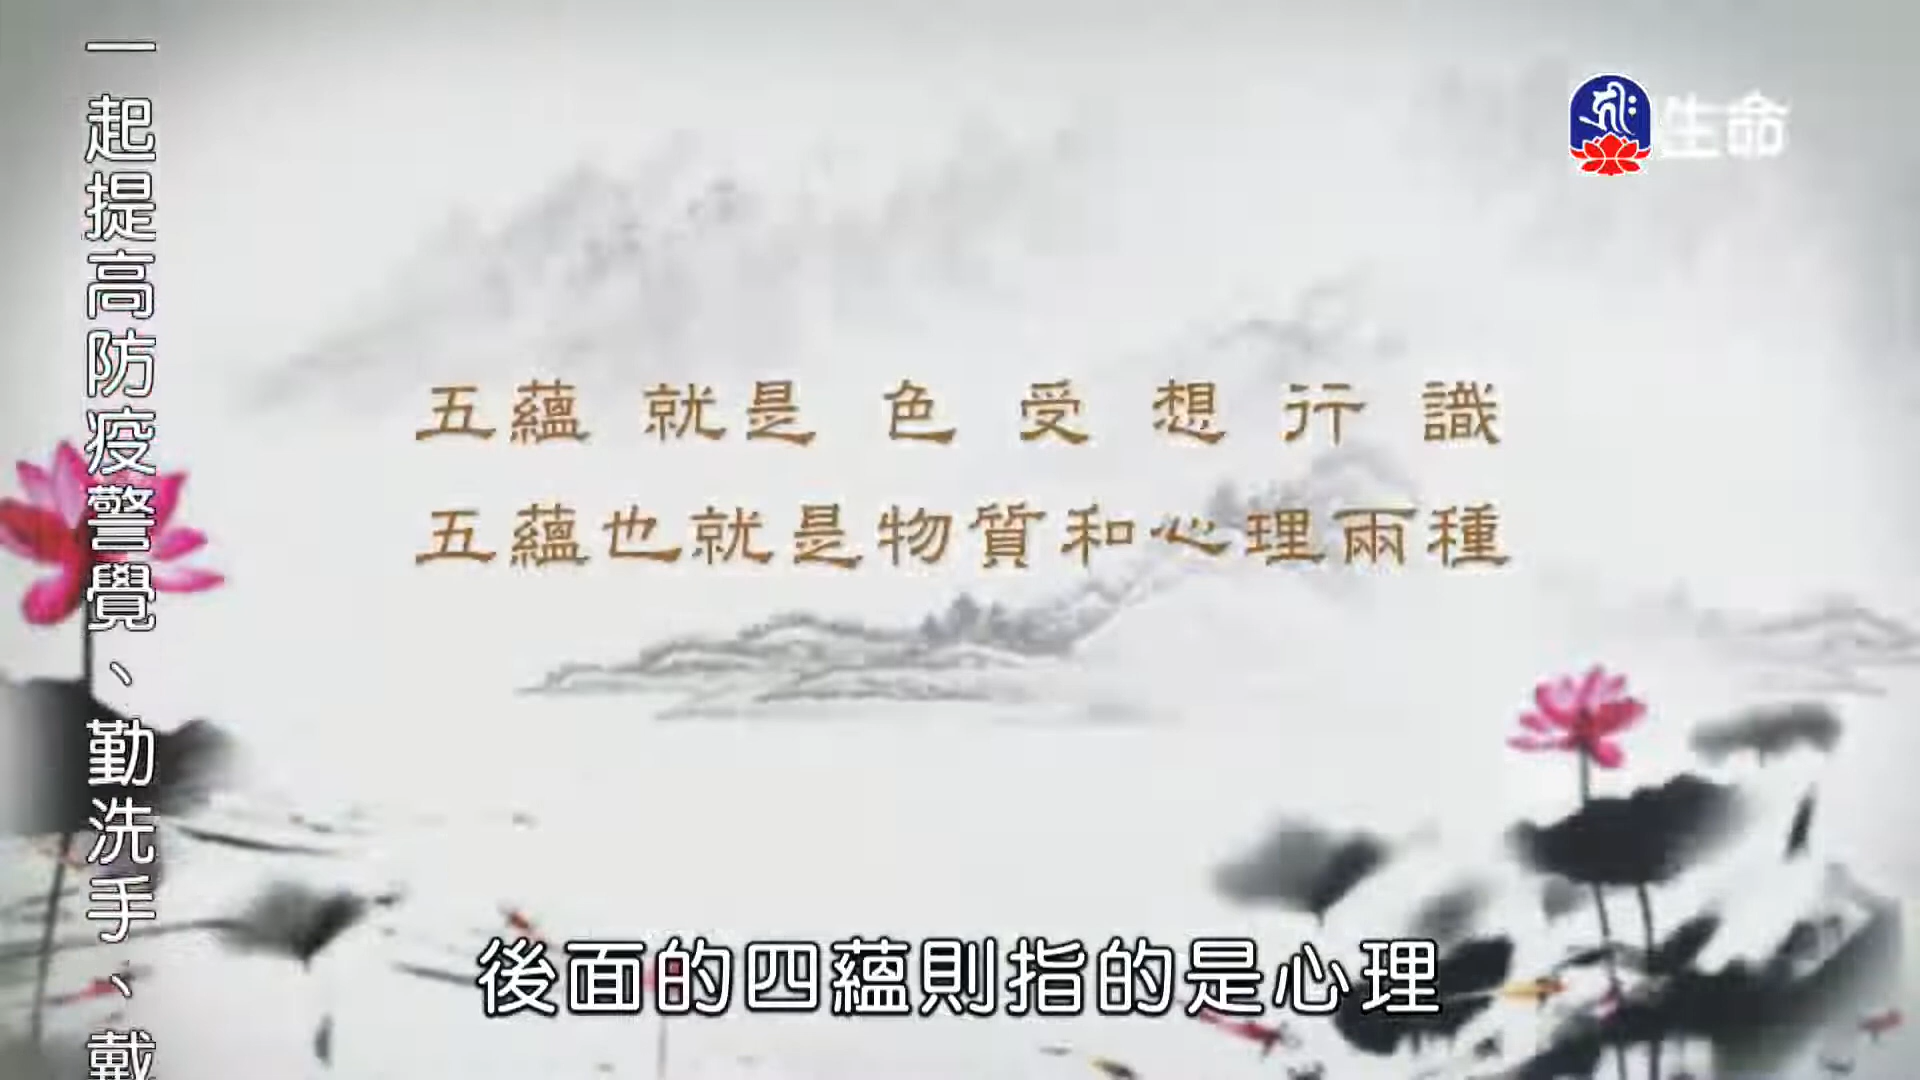 一起提高防疫警覺、勤洗手、戴
生命
五蘊 就是 色 受 想 行 識
五蘊也就是物質和心理兩種
後面的四蘊則指的是心理